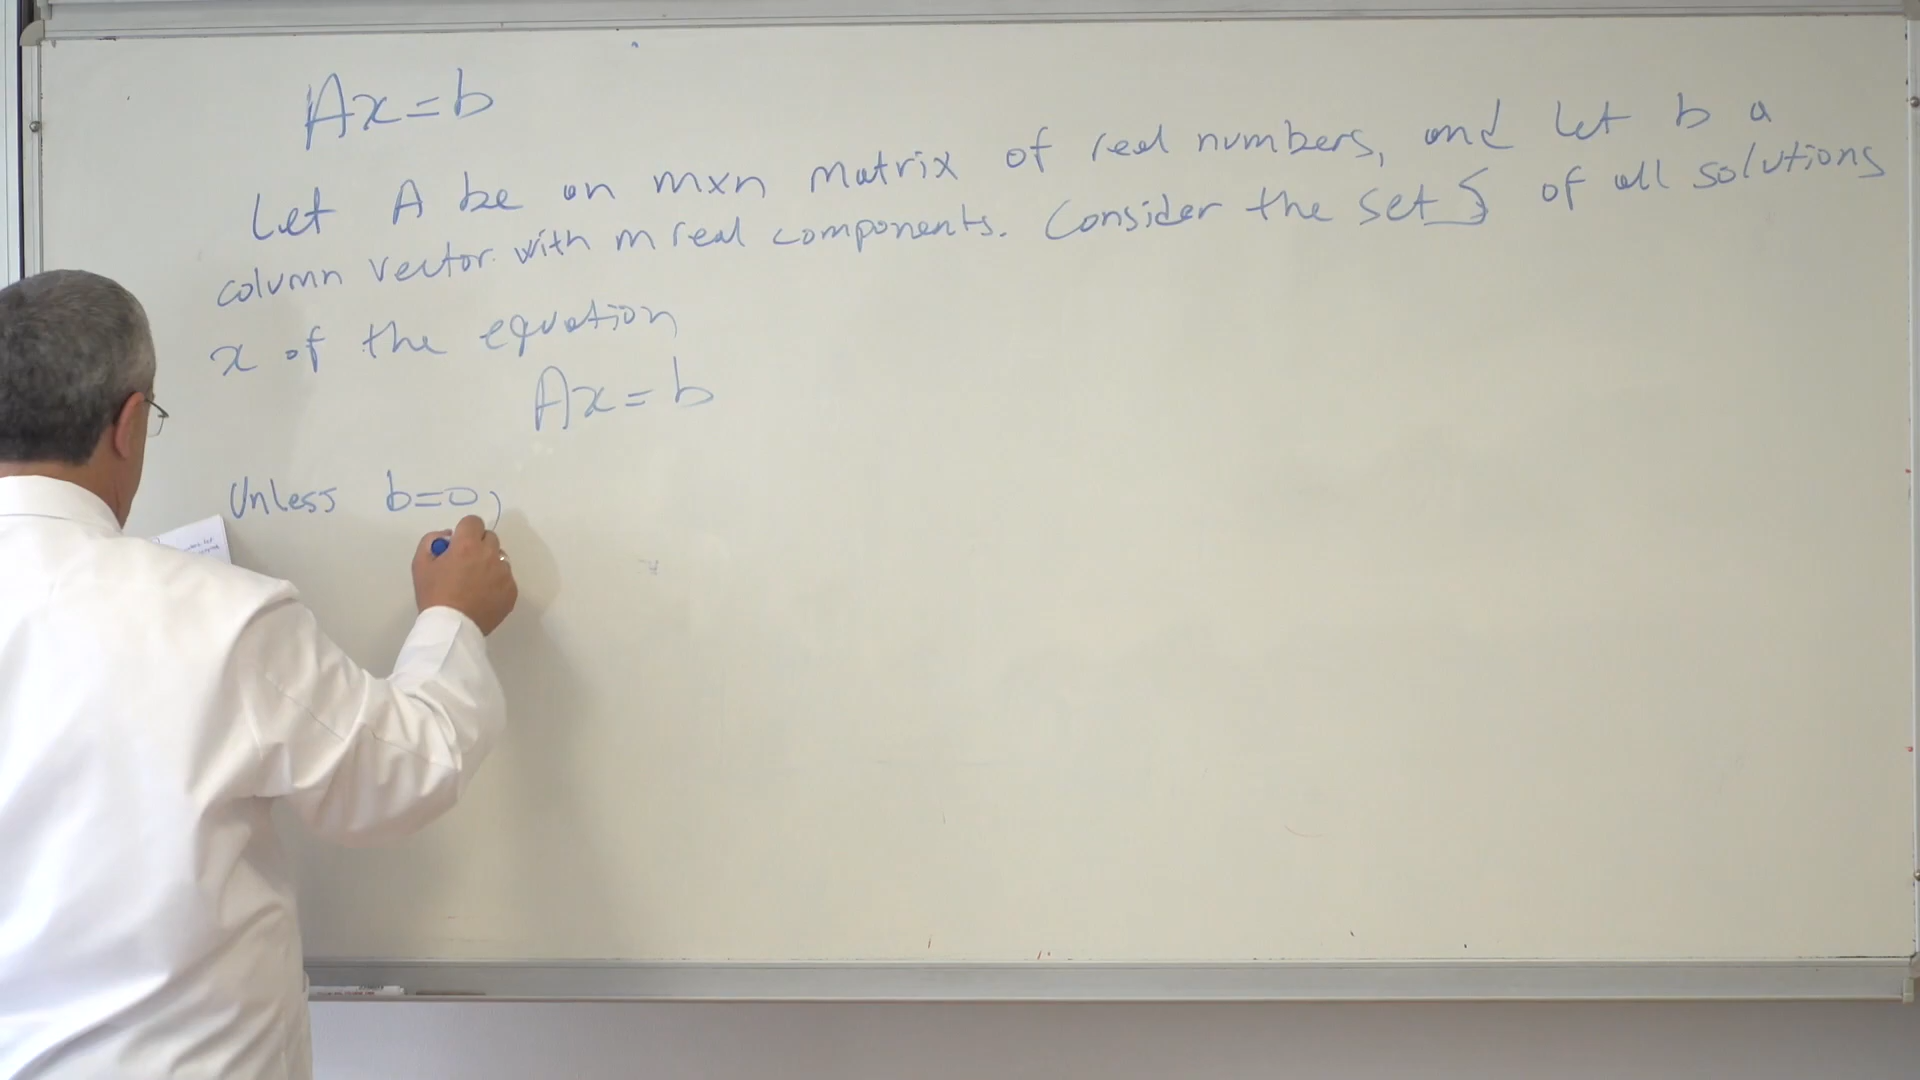 Ax=b
Let A be an mxn matrix of real numbers, and let b a
column vector with m real components. Consider the set S of all solutions
x of the equation
Ax=b
Unless b=0,